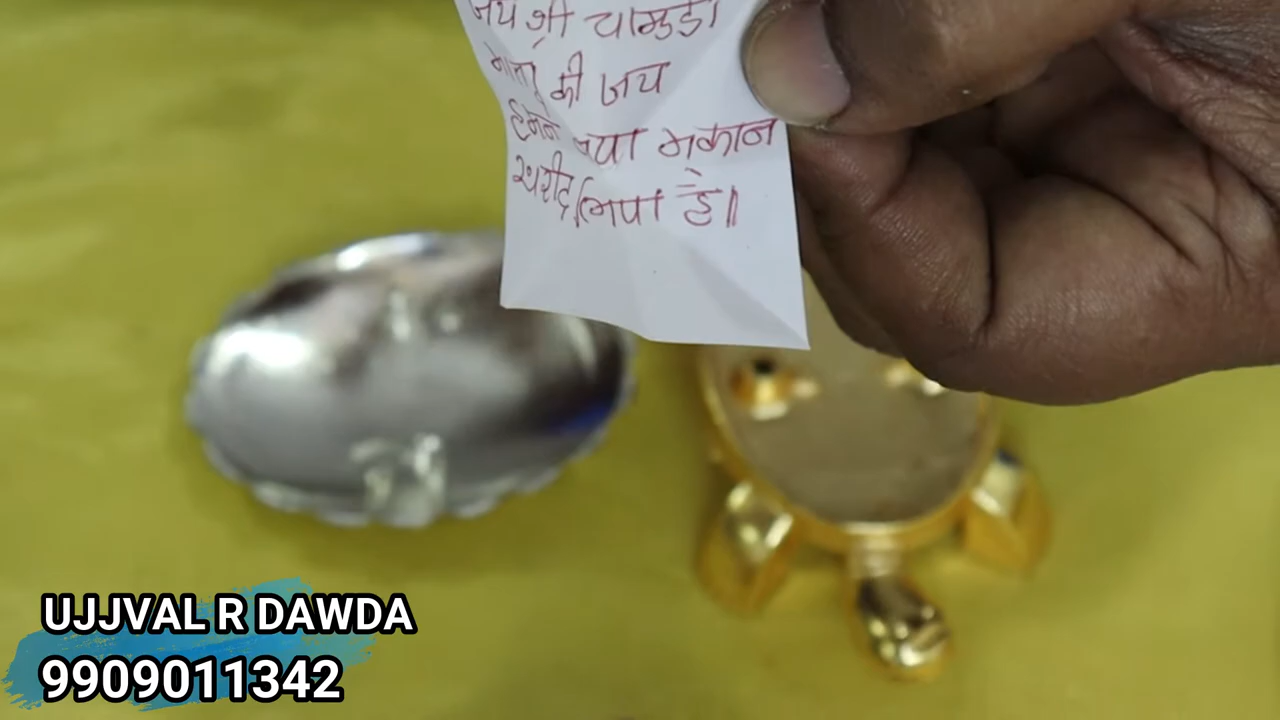 जय श्री चामुडा
माता की जय
हमने नया मकान
खरीद लिया है॥
UJJVAL R DAWDA
9909011342